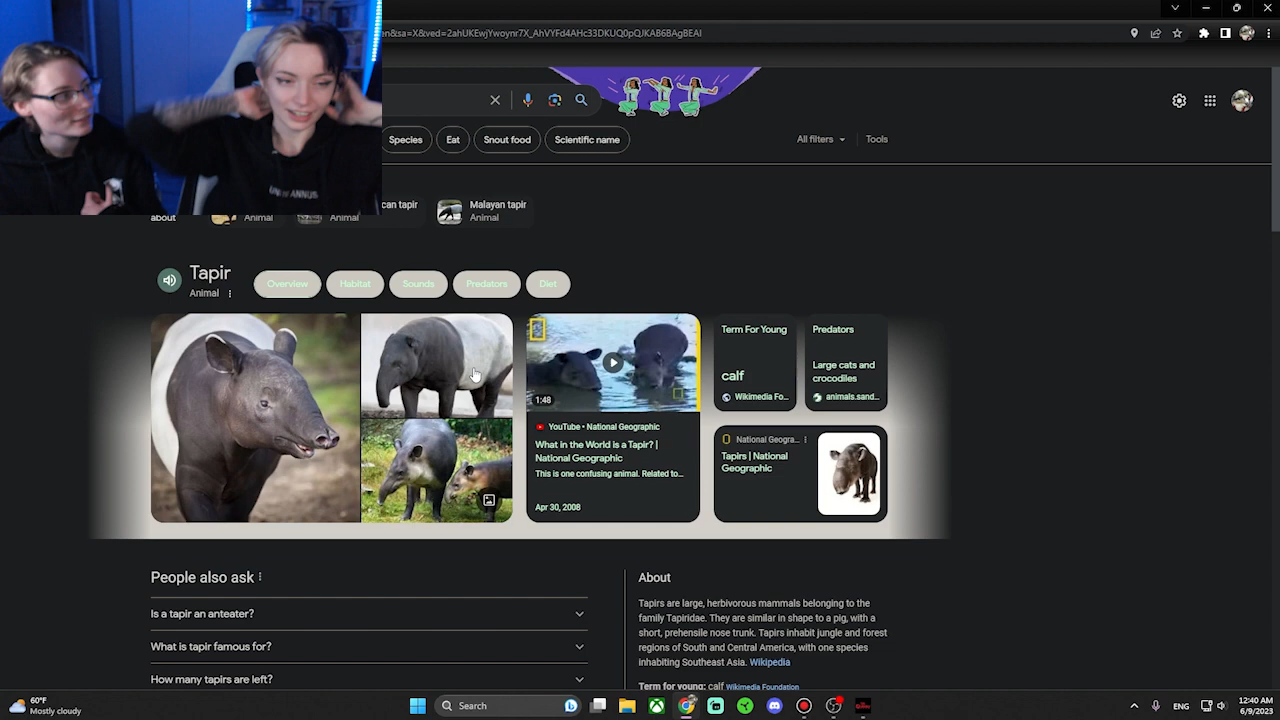 en&sa=X&ved=2ahUKEwjYwoynr7X_AhVYFd4AHc33DRKUQ0pQJKAB6BAgBEAI
Species
Eat
Snout food
Scientific name
All filters
Tools
can tapir
Malayan tapir
about
Animal
Animal
Animal
Tapir
Animal
Overview
Habitat
Sounds
Predators
Diet
Term For Young
calf
Wikimedia Fo...
Predators
Large cats and
crocodiles
animals.sand...
1:48
YouTube • National Geographic
What in the World is a Tapir? |
National Geographic
This is one confusing animal. Related to...
Apr 30, 2008
National Geogra...
Tapirs | National
Geographic
People also ask
Is a tapir an anteater?
What is tapir famous for?
How many tapirs are left?
About
Tapirs are large, herbivorous mammals belonging to the
family Tapiridae. They are similar in shape to a pig, with a
short, prehensile nose trunk. Tapirs inhabit jungle and forest
regions of South and Central America, with one species
inhabiting Southeast Asia. Wikipedia
Term for young: calf Wikimedia Foundation
60°F
Mostly cloudy
Search
ENG
12:40 AM
6/9/2023